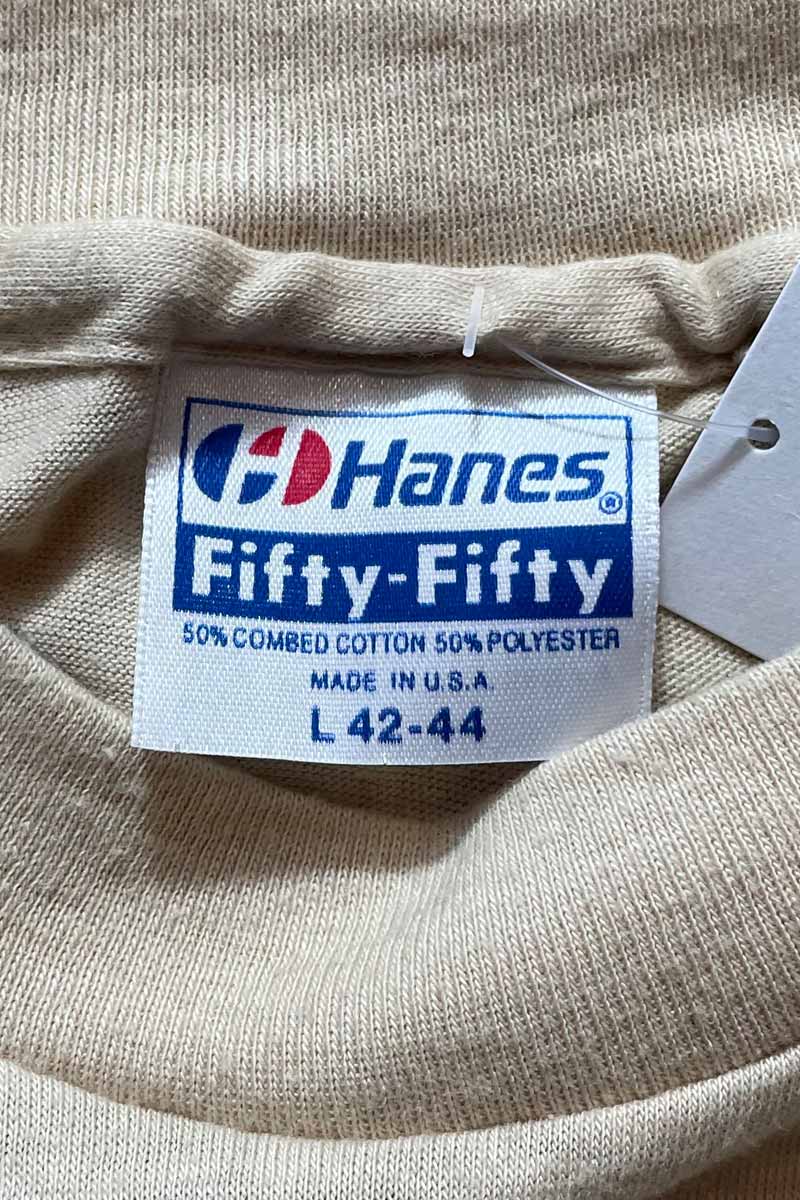 Hanes®
Fifty-Fifty
50% COMBED COTTON 50% POLYESTER
MADE IN U.S.A.
L 42-44